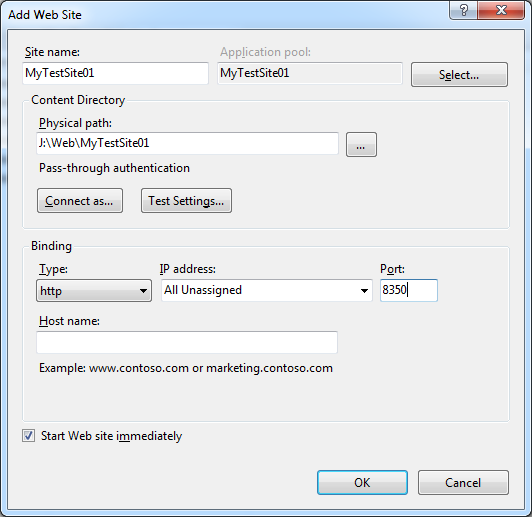 Add Web Site
?
Site name:
Application pool:
MyTestSite01
MyTestSite01
Select...
Content Directory
Physical path:
J:\Web\MyTestSite01
...
Pass-through authentication
Connect as...
Test Settings...
Binding
Type:
IP address:
Port:
http
All Unassigned
8350
Host name:
Example: www.contoso.com or marketing.contoso.com
Start Web site immediately
OK
Cancel